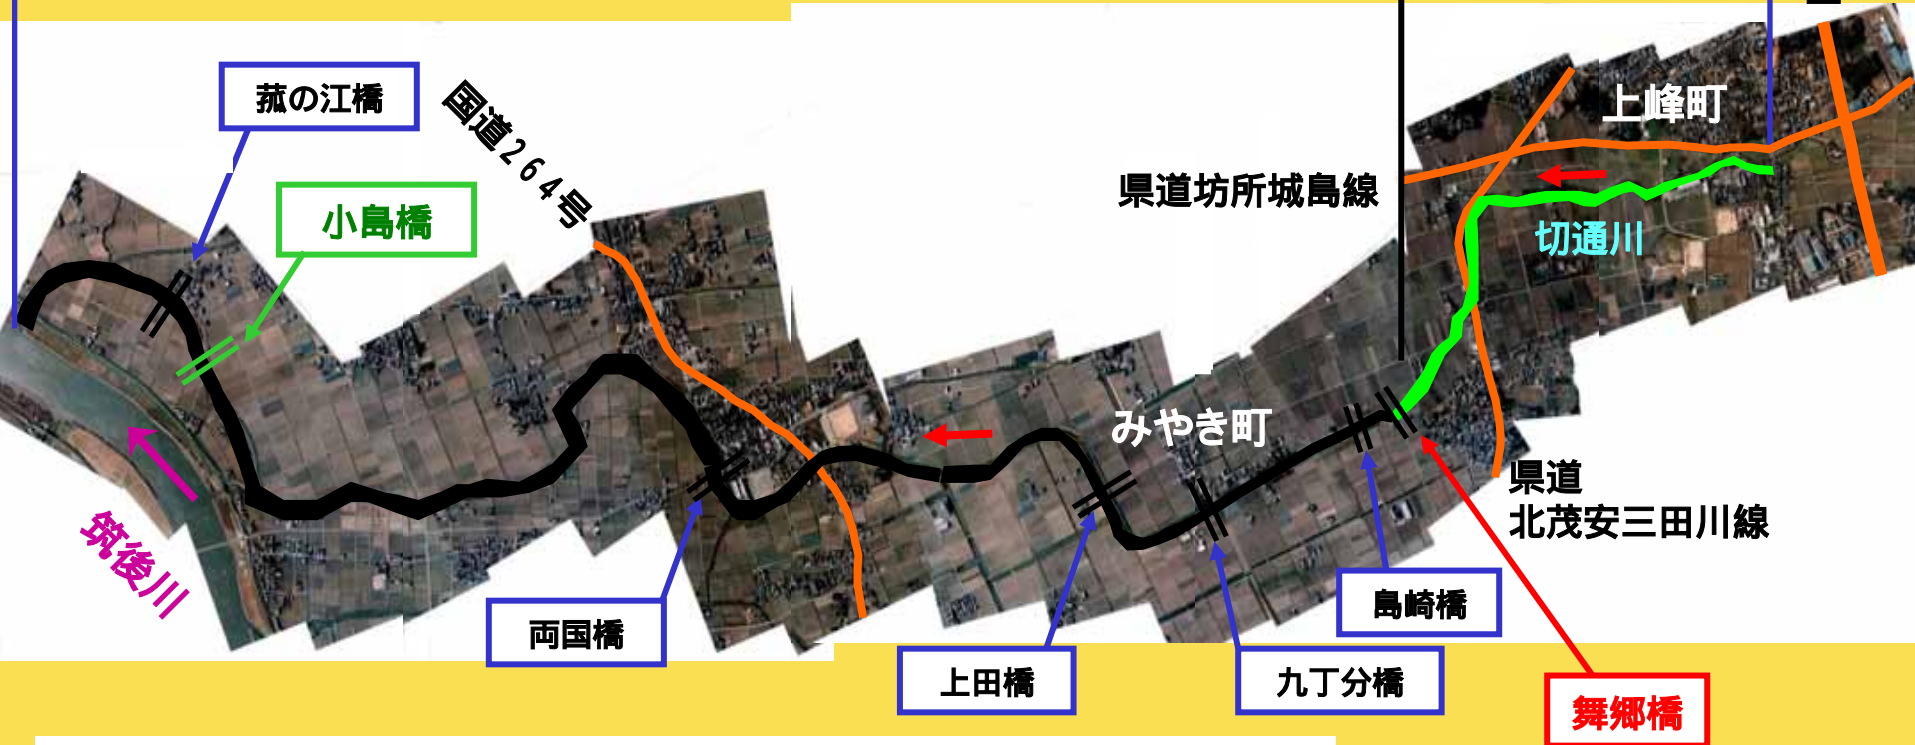 菰の江橋
国道264号
上峰町
県道坊所城島線
小島橋
切通川
みやき町
県道
北茂安三田川線
筑後川
両国橋
島崎橋
上田橋
九丁分橋
舞郷橋